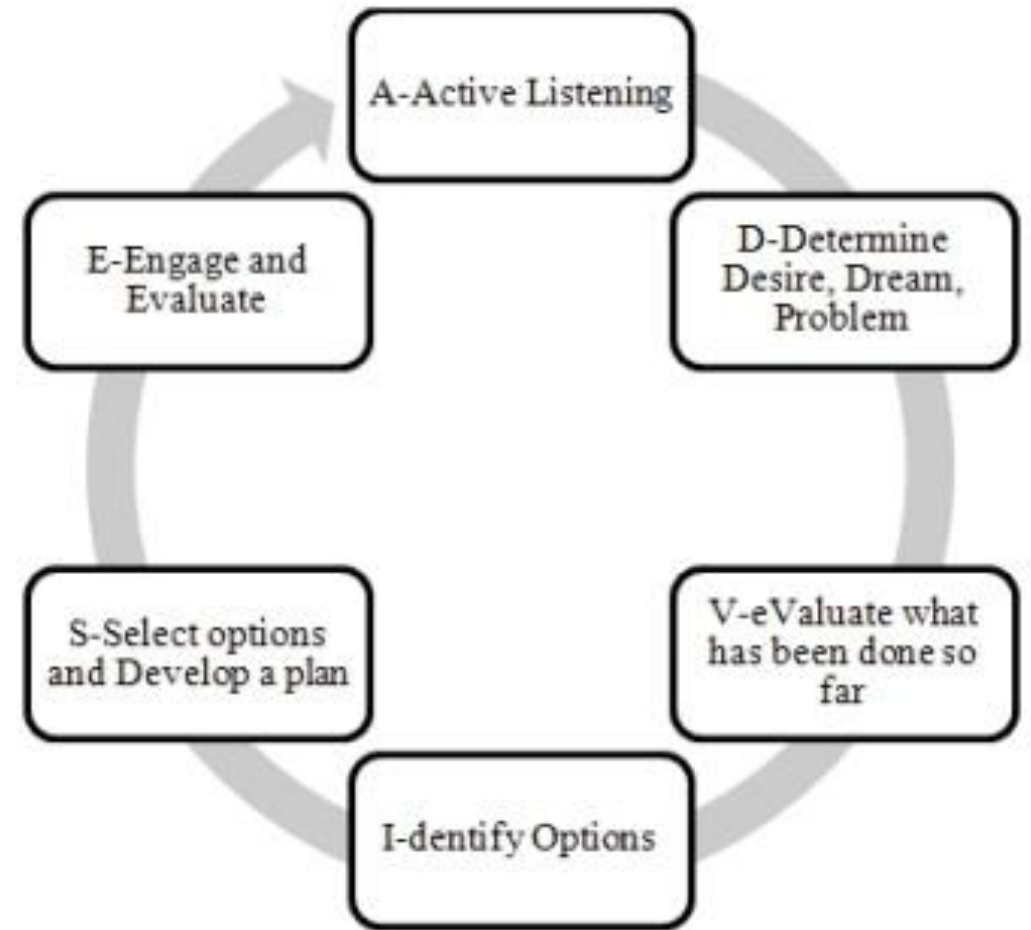 A-Active Listening
D-Determine
Desire, Dream,
Problem
V-eValuate what
has been done so
far
I-dentify Options
S-Select options
and Develop a plan
E-Engage and
Evaluate